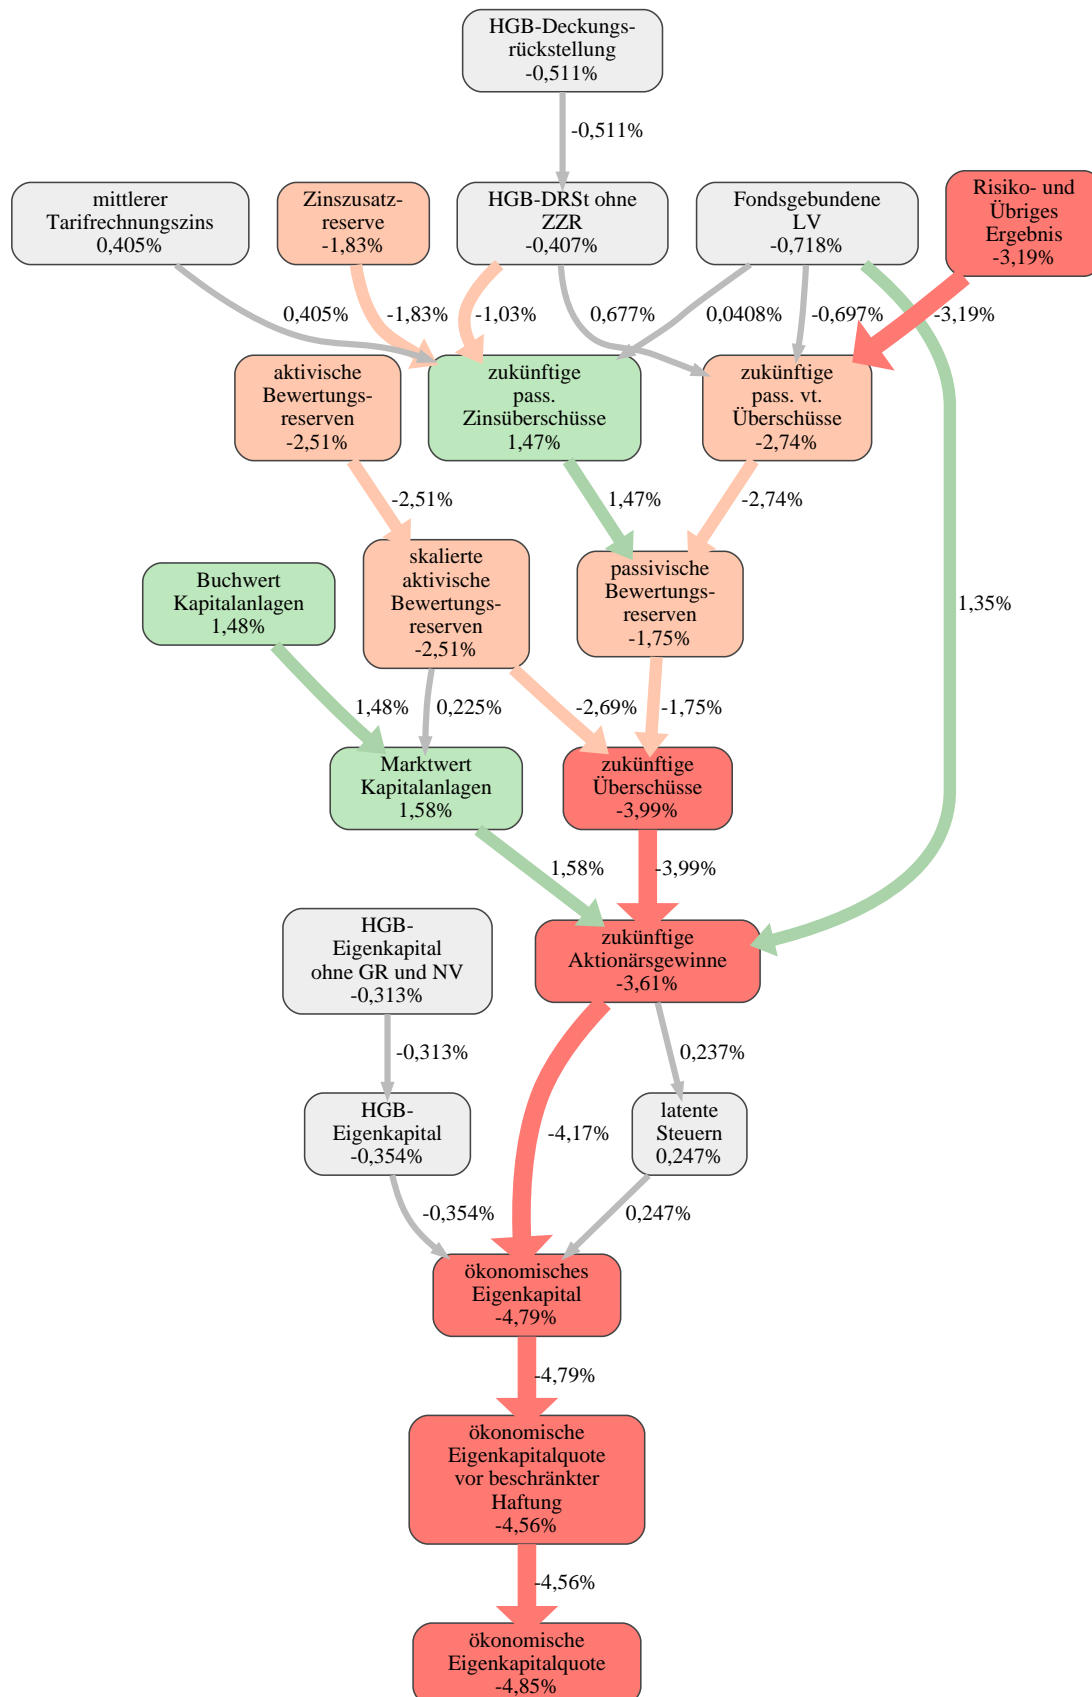 HGB-Deckungs-
rückstellung
-0,511%
-0,511%
mittlerer
Tarifrechnungszins
0,405%
Zinszusatz-
reserve
-1,83%
HGB-DRSt ohne
ZZR
-0,407%
Fondsgebundene
LV
-0,718%
Risiko- und
Übriges
Ergebnis
-3,19%
0,405%
-1,83%
-1,03%
0,677%
0,0408%
-0,697%
-3,19%
aktivische
Bewertungs-
reserven
-2,51%
zukünftige
pass.
Zinsüberschüsse
1,47%
zukünftige
pass. vt.
Überschüsse
-2,74%
-2,51%
1,47%
-2,74%
Buchwert
Kapitalanlagen
1,48%
skalierte
aktivische
Bewertungs-
reserven
-2,51%
passivische
Bewertungs-
reserven
-1,75%
1,35%
1,48%
0,225%
-2,69%
-1,75%
Marktwert
Kapitalanlagen
1,58%
zukünftige
Überschüsse
-3,99%
1,58%
-3,99%
HGB-
Eigenkapital
ohne GR und NV
-0,313%
zukünftige
Aktionärsgewinne
-3,61%
-0,313%
0,237%
HGB-
Eigenkapital
-0,354%
-4,17%
latente
Steuern
0,247%
-0,354%
0,247%
ökonomisches
Eigenkapital
-4,79%
-4,79%
ökonomische
Eigenkapitalquote
vor beschränkter
Haftung
-4,56%
-4,56%
ökonomische
Eigenkapitalquote
-4,85%